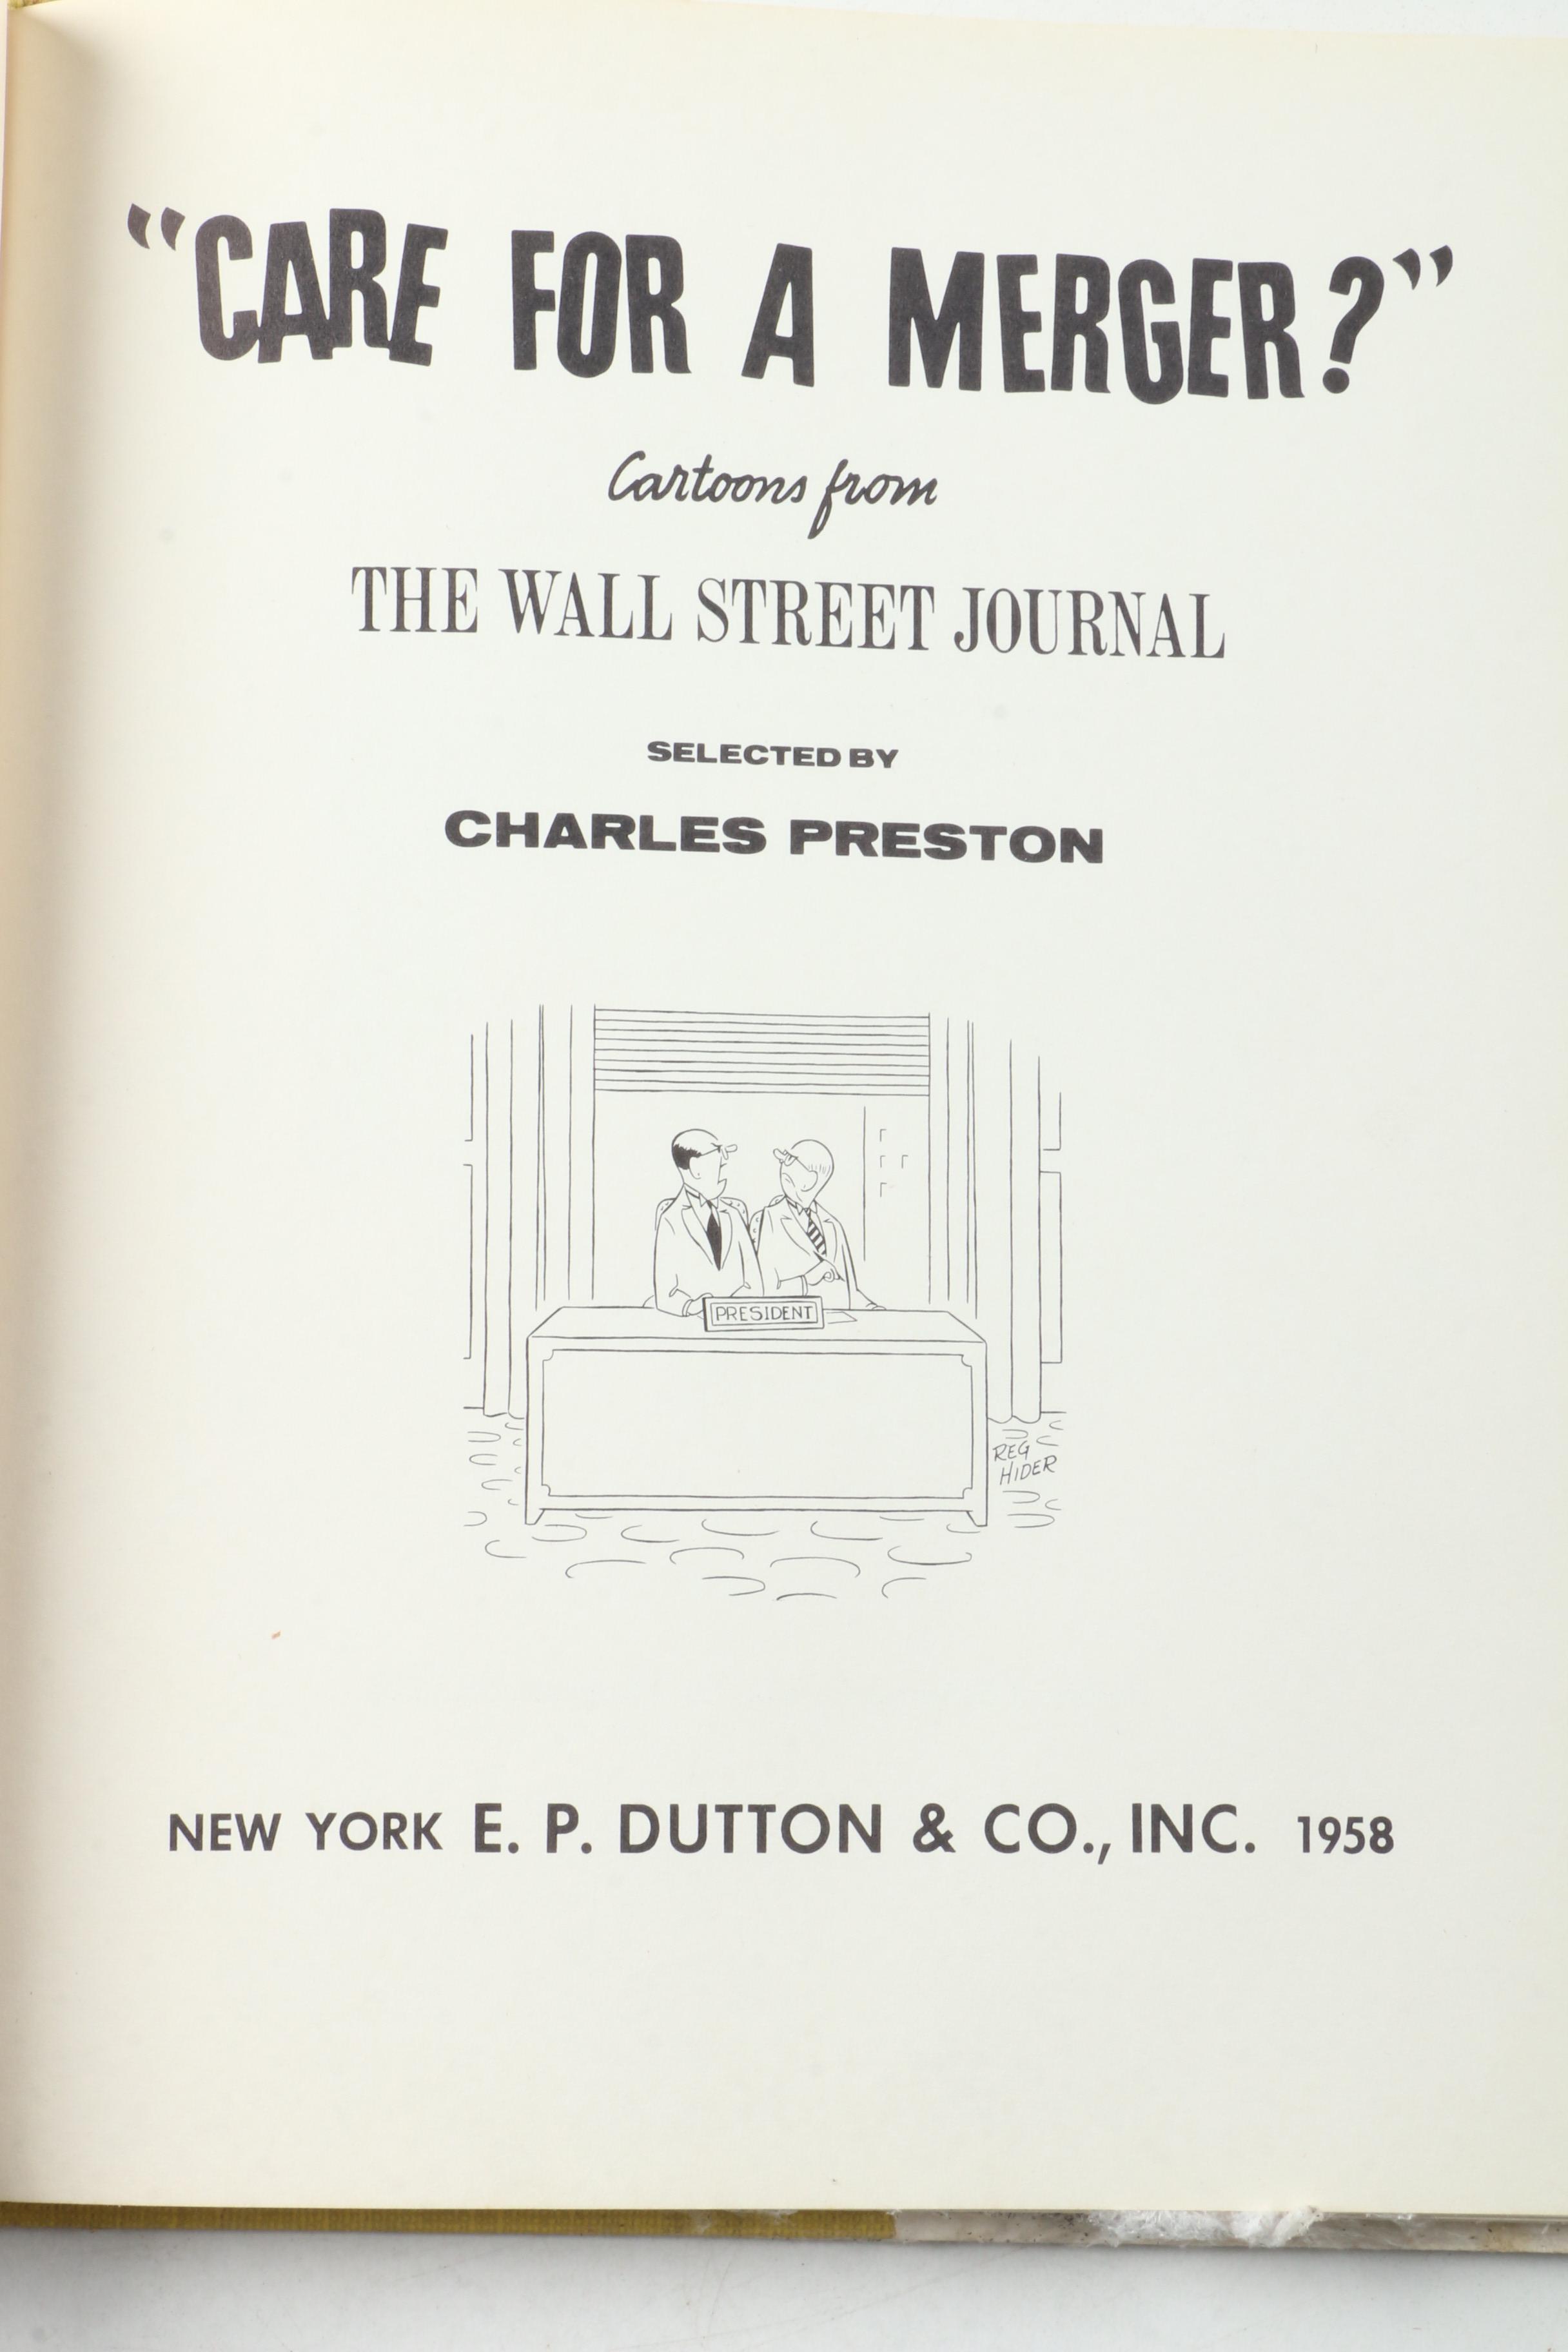 “CARE FOR A MERGER?”
Cartoons from
THE WALL STREET JOURNAL
SELECTED BY
CHARLES PRESTON
PRESIDENT
REG
HIDER
NEW YORK E. P. DUTTON & CO., INC. 1958